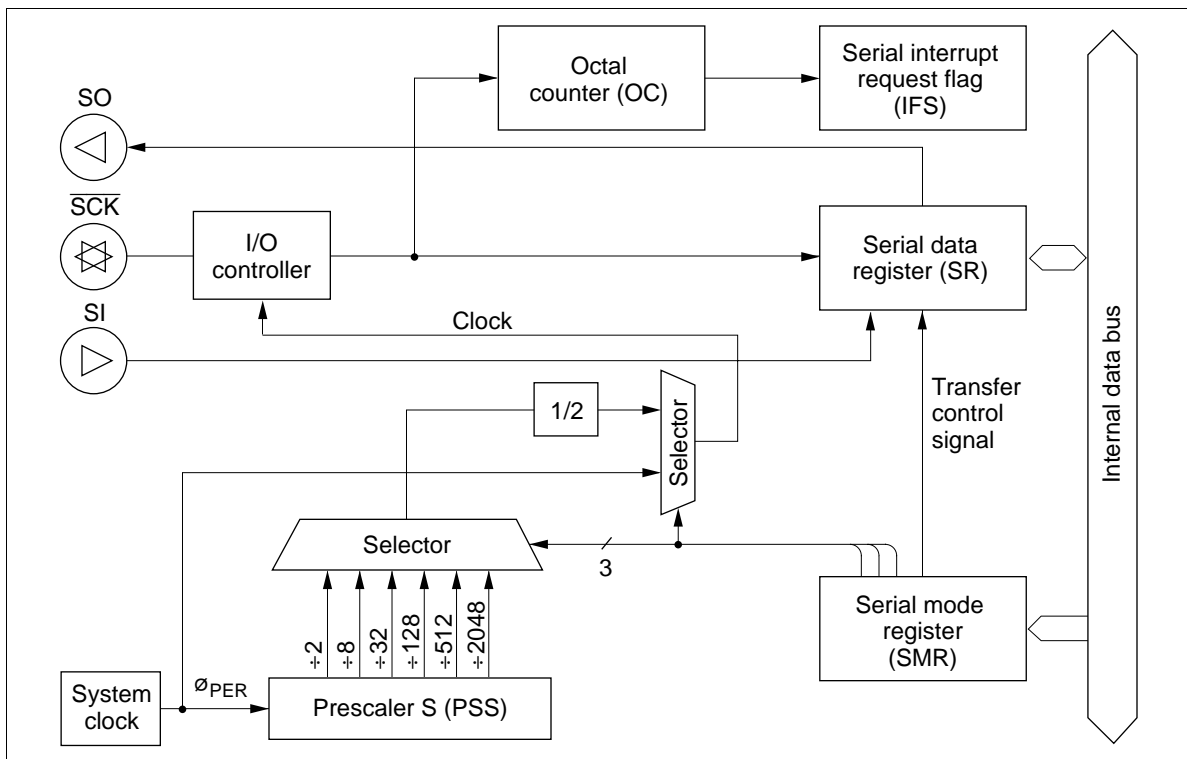 Octal
counter (OC)
Serial interrupt
request flag
(IFS)
SO
SCK
I/O
controller
Serial data
register (SR)
SI
Clock
Transfer
control
signal
Internal data bus
1/2
Selector
Selector
3
÷2
÷8
÷32
÷128
÷512
÷2048
Serial mode
register
(SMR)
System
clock
øPER
Prescaler S (PSS)